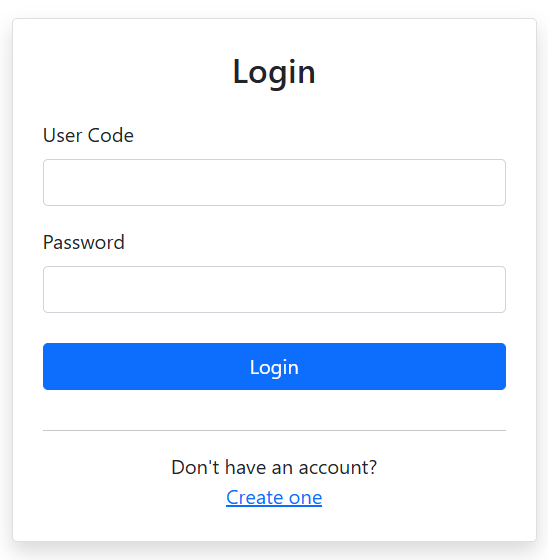 Login
User Code
Password
Login
Don't have an account?
Create one